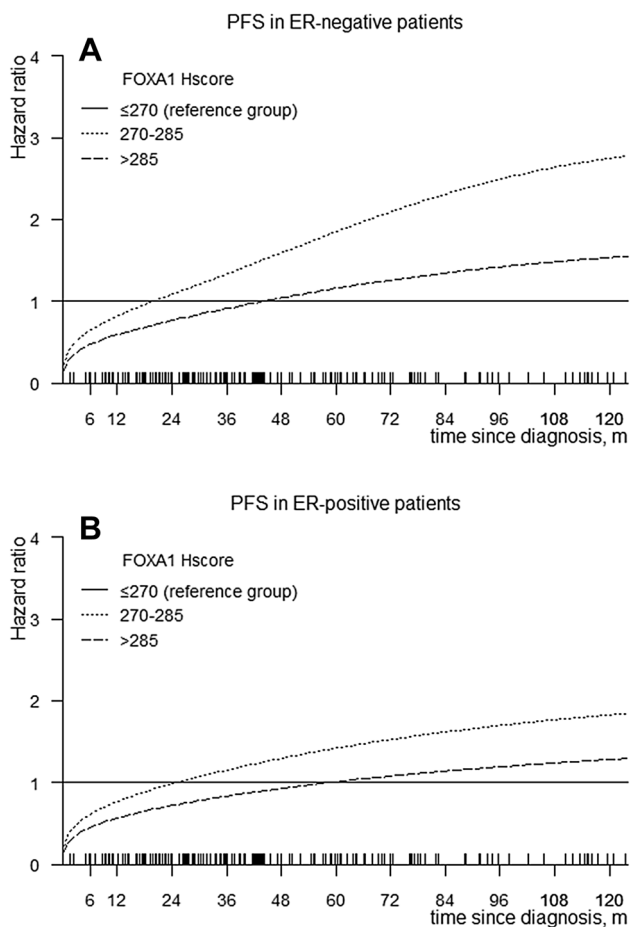 PFS in ER-negative patients
A
Hazard ratio
FOXA1 Hscore
≤270 (reference group)
270-285
>285
4
3
2
1
0
6 12 24 36 48 60 72 84 96 108 120
time since diagnosis, m
PFS in ER-positive patients
B
Hazard ratio
FOXA1 Hscore
≤270 (reference group)
270-285
>285
4
3
2
1
0
6 12 24 36 48 60 72 84 96 108 120
time since diagnosis, m